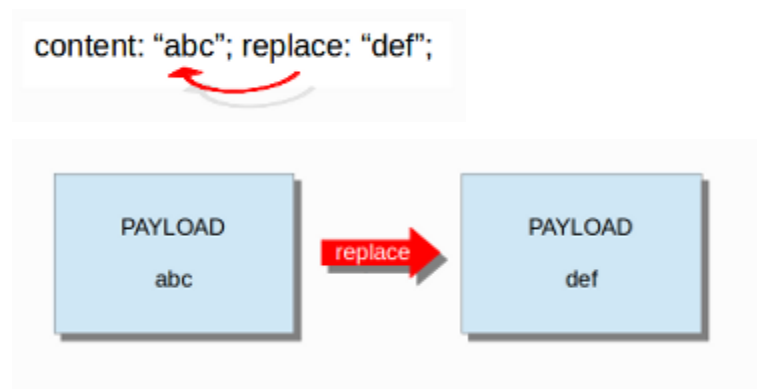 content: “abc”; replace: “def”;
PAYLOAD
abc
replace
PAYLOAD
def